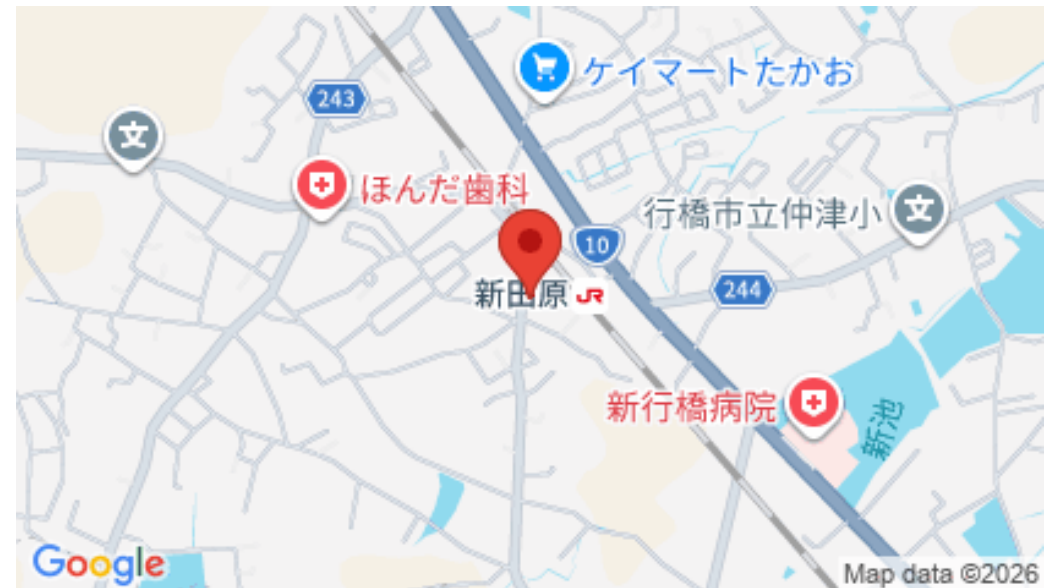 ケイマートたかお
243
文
ほんだ歯科
行橋市立仲津小
文
10
新田原
JR
244
新行橋病院
新池
Google
Map data ©2026